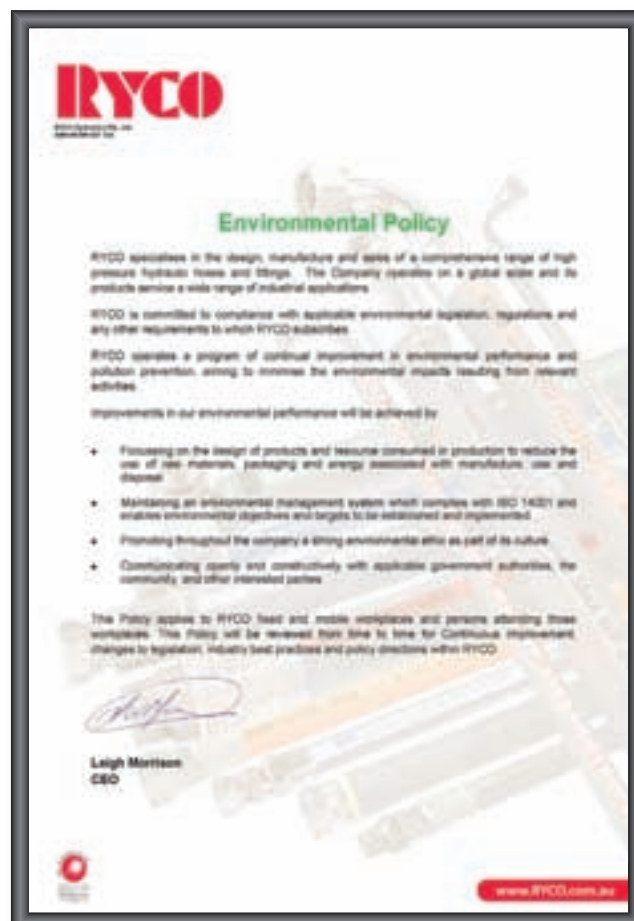 RYCO
Environmental Policy
RYCO specialises in the design, manufacture and sales of a comprehensive range of high
pressure hydraulic hoses and fittings. The Company operates on a global scale and its
products service a wide range of industrial applications.
RYCO is committed to compliance with applicable environmental legislation, regulations and
any other requirements to which RYCO subscribes.
RYCO operates a program of continual improvement in environmental performance and
pollution prevention, aiming to minimise the environmental impacts resulting from relevant
activities.
Improvements in our environmental performance will be achieved by
• Focussing on the design of products and resource consumed in production to reduce the
use of raw materials, packaging and energy associated with manufacture, use and
disposal
• Maintaining an environmental management system which complies with ISO 14001 and
enables environmental objectives and targets to be established and implemented
• Promoting throughout the company a strong environmental ethic as part of its culture
• Communicating openly and constructively with applicable government authorities, the
community, and other interested parties
This Policy applies to RYCO fixed and mobile workplaces and persons attending those
workplaces. This Policy will be reviewed from time to time for Continuous improvement,
changes to legislation, industry best practices and policy directions within RYCO
Leigh Morrison
CEO
www.RYCO.com.au